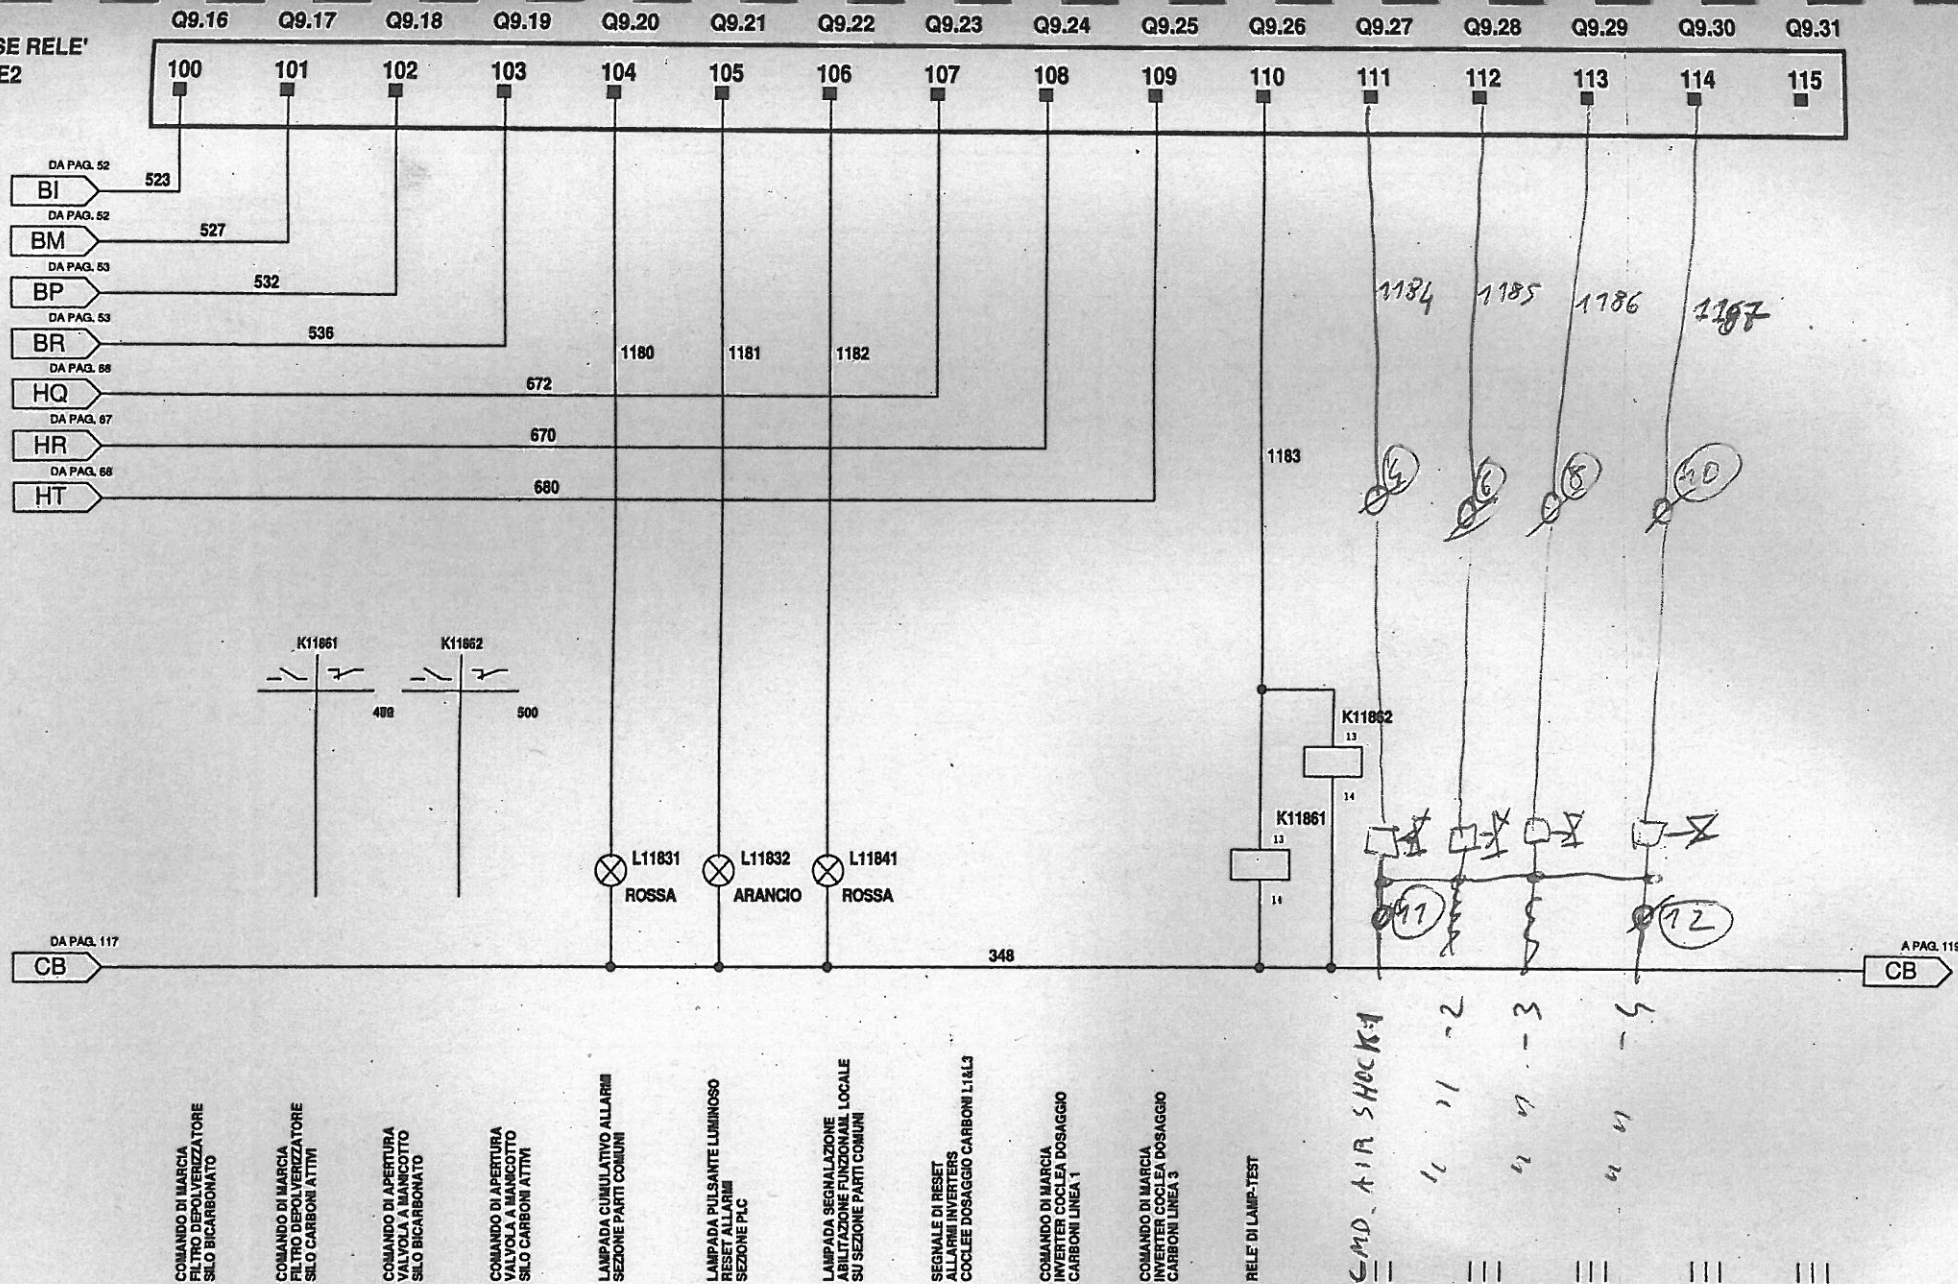 Q9.16 Q9.17 Q9.18 Q9.19 Q9.20 Q9.21 Q9.22 Q9.23 Q9.24 Q9.25 Q9.26 Q9.27 Q9.28 Q9.29 Q9.30 Q9.31
SE RELE'
E2
100 101 102 103 104 105 106 107 108 109 110 111 112 113 114 115
DA PAG. 52
BI 523
DA PAG. 52
BM 527
DA PAG. 53
BP 532
DA PAG. 53
BR 536
1180 1181 1182
1184 1185 1186 1187
DA PAG. 68
HQ 672
DA PAG. 67
HR 670
1183
DA PAG. 68
HT 680
4 6 8 10
K11861 K11862
500
K11862
13
14
K11861
13
14
L11831
ROSSA
L11832
ARANCIO
L11841
ROSSA
11 12
DA PAG. 117
CB 348
A PAG. 119
CB
COMANDO DI MARCIA
FILTRO DEPOLVERIZZATORE
SILO BICARBONATO
COMANDO DI MARCIA
FILTRO DEPOLVERIZZATORE
SILO CARBONI ATTIVI
COMANDO DI APERTURA
VALVOLA A MANICOTTO
SILO BICARBONATO
COMANDO DI APERTURA
VALVOLA A MANICOTTO
SILO CARBONI ATTIVI
LAMPADA CUMULATIVO ALLARMI
SEZIONE PARTI COMUNI
LAMPADA PULSANTE LUMINOSO
RESET ALLARMI
SEZIONE PLC
LAMPADA SEGNALAZIONE
ABILITAZIONE FUNZIONAM. LOCALE
SU SEZIONE PARTI COMUNI
SEGNALE DI RESET
ALLARMI INVERTERS
COCLEE DOSAGGIO CARBONI L1&L3
COMANDO DI MARCIA
INVERTER COCLEA DOSAGGIO
CARBONI LINEA 1
COMANDO DI MARCIA
INVERTER COCLEA DOSAGGIO
CARBONI LINEA 3
RELE' DI LAMP-TEST
CMD. AIR SHOCK-1
" " -2
" " -3
" " -4